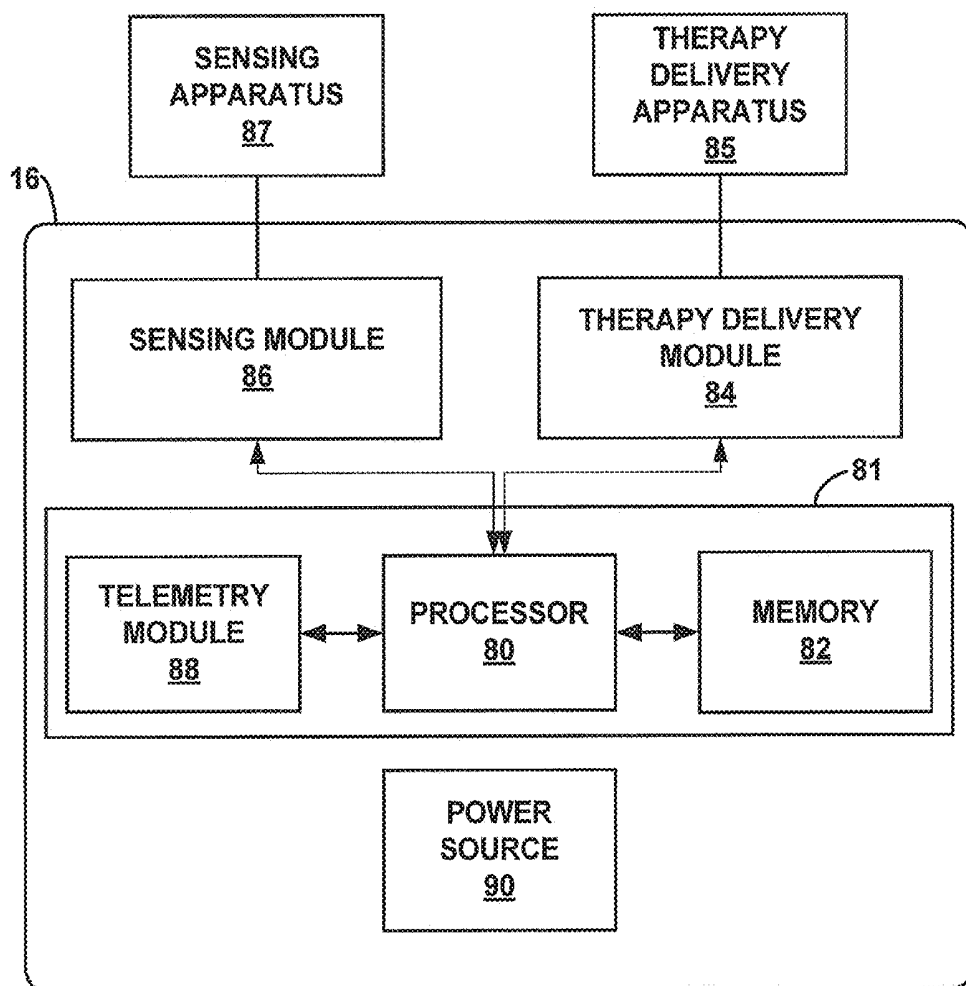 SENSING
APPARATUS
87
THERAPY
DELIVERY
APPARATUS
85
16
SENSING MODULE
86
THERAPY DELIVERY
MODULE
84
81
TELEMETRY
MODULE
88
PROCESSOR
80
MEMORY
82
POWER
SOURCE
90